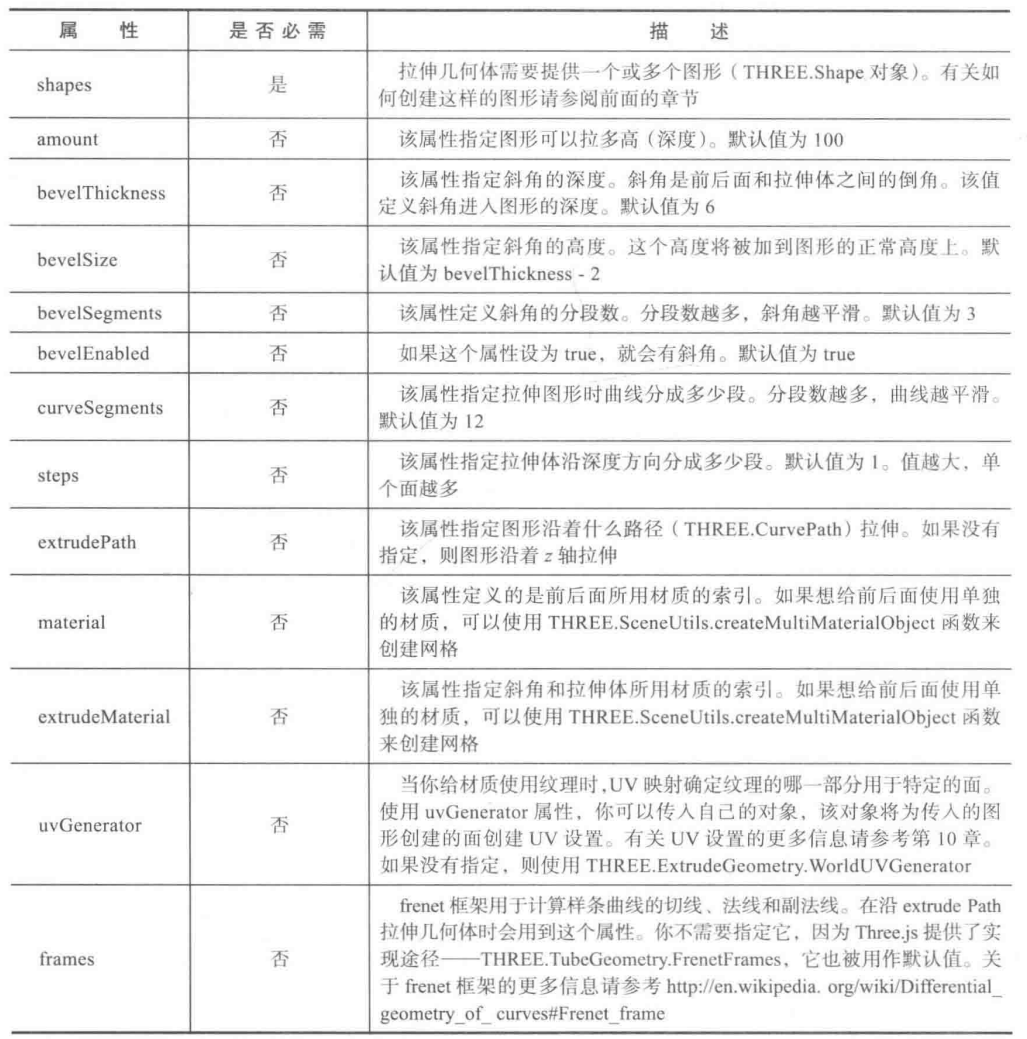 属 性 是否必需 描 述
shapes 是 拉伸几何体需要提供一个或多个图形（THREE.Shape 对象）。有关如
何创建这样的图形请参阅前面的章节
amount 否 该属性指定图形可以拉多高（深度）。默认值为 100
bevelThickness 否 该属性指定斜角的深度。斜角是前后面和拉伸体之间的倒角。该值
定义斜角进入图形的深度。默认值为 6
bevelSize 否 该属性指定斜角的高度。这个高度将被加到图形的正常高度上。默
认值为 bevelThickness - 2
bevelSegments 否 该属性定义斜角的分段数。分段数越多，斜角越平滑。默认值为 3
bevelEnabled 否 如果这个属性设为 true，就会有斜角。默认值为 true
curveSegments 否 该属性指定拉伸图形时曲线分成多少段。分段数越多，曲线越平滑。
默认值为 12
steps 否 该属性指定拉伸体沿深度方向分成多少段。默认值为 1。值越大，单
个面越多
extrudePath 否 该属性指定图形沿着什么路径（THREE.CurvePath）拉伸。如果没有
指定，则图形沿着 z 轴拉伸
material 否 该属性定义的是前后面所用材质的索引。如果想给前后面使用单独
的材质，可以使用 THREE.SceneUtils.createMultiMaterialObject 函数来
创建网格
extrudeMaterial 否 该属性指定斜角和拉伸体所用材质的索引。如果想给前后面使用单
独的材质，可以使用 THREE.SceneUtils.createMultiMaterialObject 函数
来创建网格
uvGenerator 否 当你给材质使用纹理时，UV 映射确定纹理的哪一部分用于特定的面。
使用 uvGenerator 属性，你可以传入自己的对象，该对象将为传入的图
形创建的面创建 UV 设置。有关 UV 设置的更多信息请参考第 10 章。
如果没有指定，则使用 THREE.ExtrudeGeometry.WorldUVGenerator
frames 否 frenet 框架用于计算样条曲线的切线、法线和副法线。在沿 extrude Path
拉伸几何体时会用到这个属性。你不需要指定它，因为 Three.js 提供了实
现途径——THREE.TubeGeometry.FrenetFrames，它也被用作默认值。关
于 frenet 框架的更多信息请参考 http://en.wikipedia. org/wiki/Differential_
geometry_of_ curves#Frenet_frame